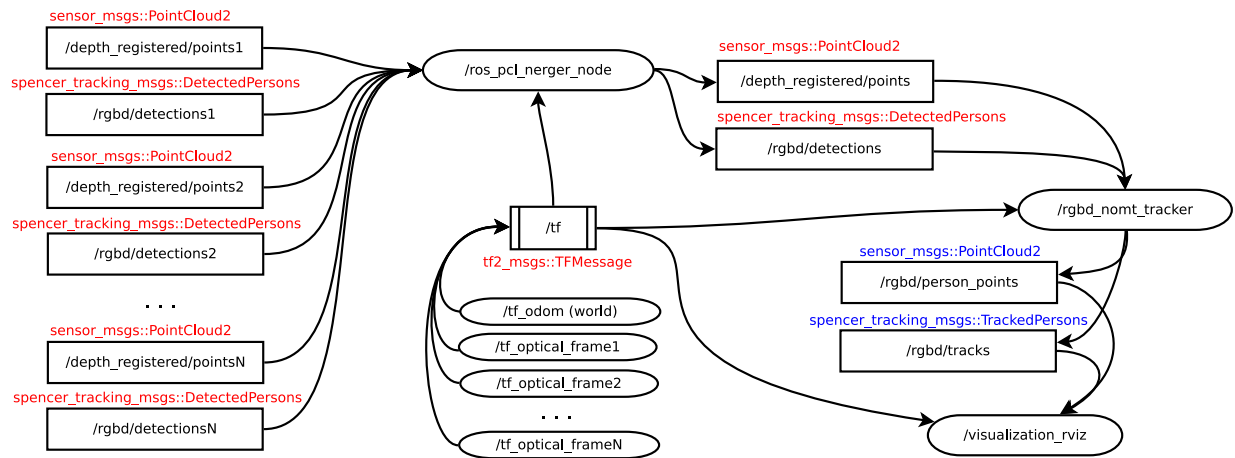 sensor_msgs::PointCloud2
/depth_registered/points1
spencer_tracking_msgs::DetectedPersons
/rgbd/detections1
sensor_msgs::PointCloud2
/depth_registered/points2
spencer_tracking_msgs::DetectedPersons
/rgbd/detections2
. . .
sensor_msgs::PointCloud2
/depth_registered/pointsN
spencer_tracking_msgs::DetectedPersons
/rgbd/detectionsN
/ros_pcl_nerger_node
/tf
tf2_msgs::TFMessage
/tf_odom (world)
/tf_optical_frame1
/tf_optical_frame2
. . .
/tf_optical_frameN
sensor_msgs::PointCloud2
/depth_registered/points
spencer_tracking_msgs::DetectedPersons
/rgbd/detections
/rgbd_nomt_tracker
sensor_msgs::PointCloud2
/rgbd/person_points
spencer_tracking_msgs::TrackedPersons
/rgbd/tracks
/visualization_rviz